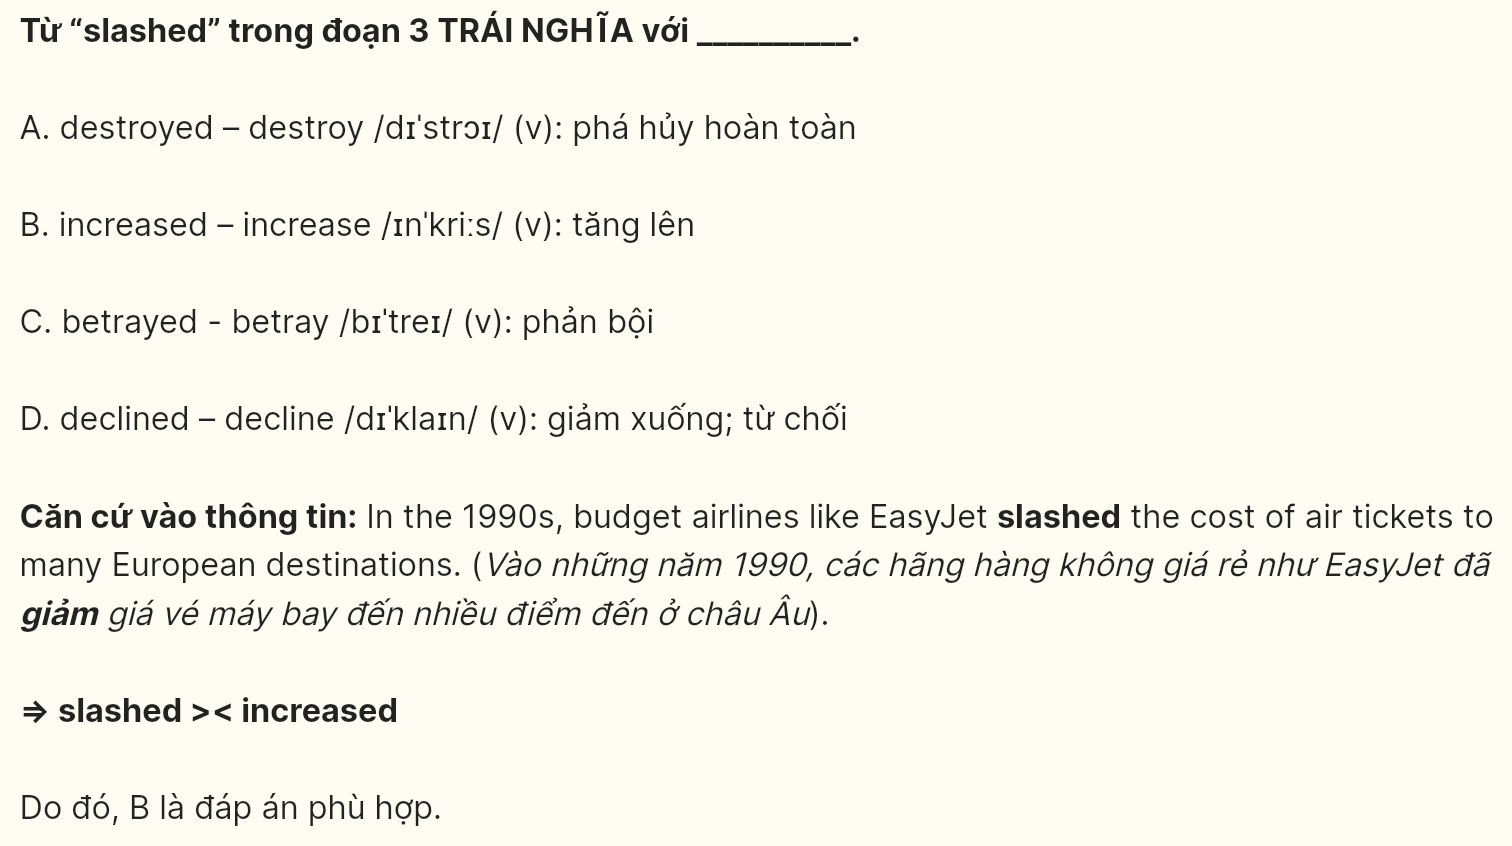 Từ “slashed” trong đoạn 3 TRÁI NGHĨA với __________.
A. destroyed – destroy /dɪˈstrɔɪ/ (v): phá hủy hoàn toàn
B. increased – increase /ɪnˈkriːs/ (v): tăng lên
C. betrayed - betray /bɪˈtreɪ/ (v): phản bội
D. declined – decline /dɪˈklaɪn/ (v): giảm xuống; từ chối
Căn cứ vào thông tin: In the 1990s, budget airlines like EasyJet slashed the cost of air tickets to
many European destinations. (Vào những năm 1990, các hãng hàng không giá rẻ như EasyJet đã
giảm giá vé máy bay đến nhiều điểm đến ở châu Âu).
⇒ slashed >< increased
Do đó, B là đáp án phù hợp.